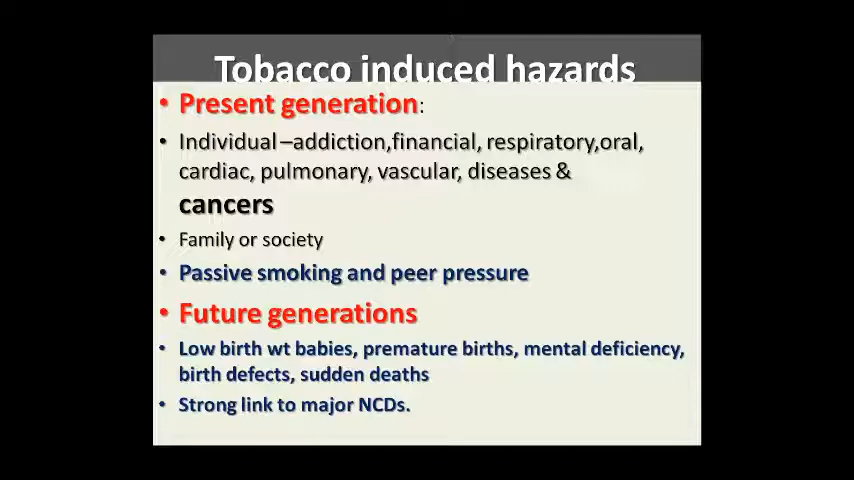 Tobacco induced hazards
• Present generation:
• Individual –addiction,financial, respiratory,oral,
cardiac, pulmonary, vascular, diseases &
cancers
• Family or society
• Passive smoking and peer pressure
• Future generations
• Low birth wt babies, premature births, mental deficiency,
birth defects, sudden deaths
• Strong link to major NCDs.